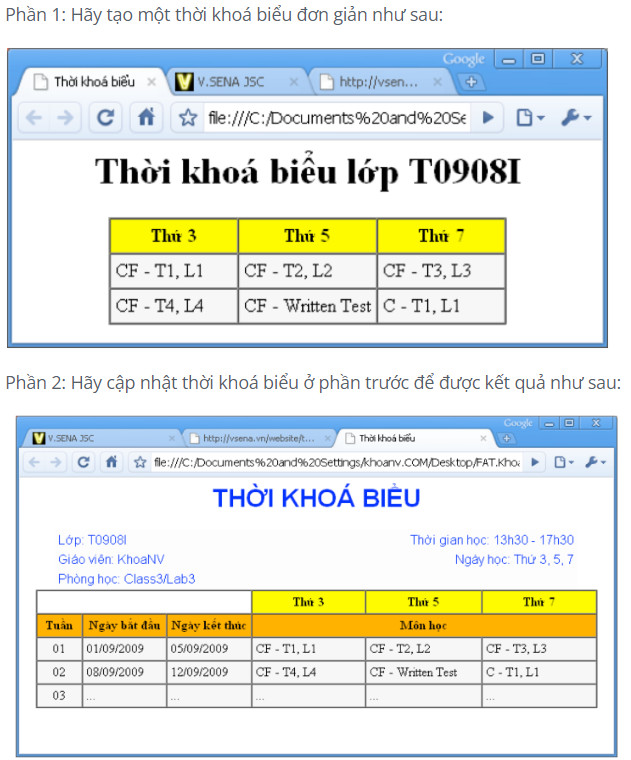 Phần 1: Hãy tạo một thời khoá biểu đơn giản như sau:
Google
Thời khoá biểu V.SENA JSC http://vsen...
file:///C:/Documents%20and%20Se
Thời khoá biểu lớp T0908I
Thứ 3 Thứ 5 Thứ 7
CF - T1, L1 CF - T2, L2 CF - T3, L3
CF - T4, L4 CF - Written Test C - T1, L1
Phần 2: Hãy cập nhật thời khoá biểu ở phần trước để được kết quả như sau:
Google
V.SENA JSC http://vsena.vn/website/t... Thời khoá biểu
file:///C:/Documents%20and%20Settings/khoanv.COM/Desktop/FAT.Khoa
THỜI KHOÁ BIỂU
Lớp: T0908I Thời gian học: 13h30 - 17h30
Giáo viên: KhoaNV Ngày học: Thứ 3, 5, 7
Phòng học: Class3/Lab3
Thứ 3 Thứ 5 Thứ 7
Tuần Ngày bắt đầu Ngày kết thúc Môn học
01 01/09/2009 05/09/2009 CF - T1, L1 CF - T2, L2 CF - T3, L3
02 08/09/2009 12/09/2009 CF - T4, L4 CF - Written Test C - T1, L1
03 ... ... ... ... ...